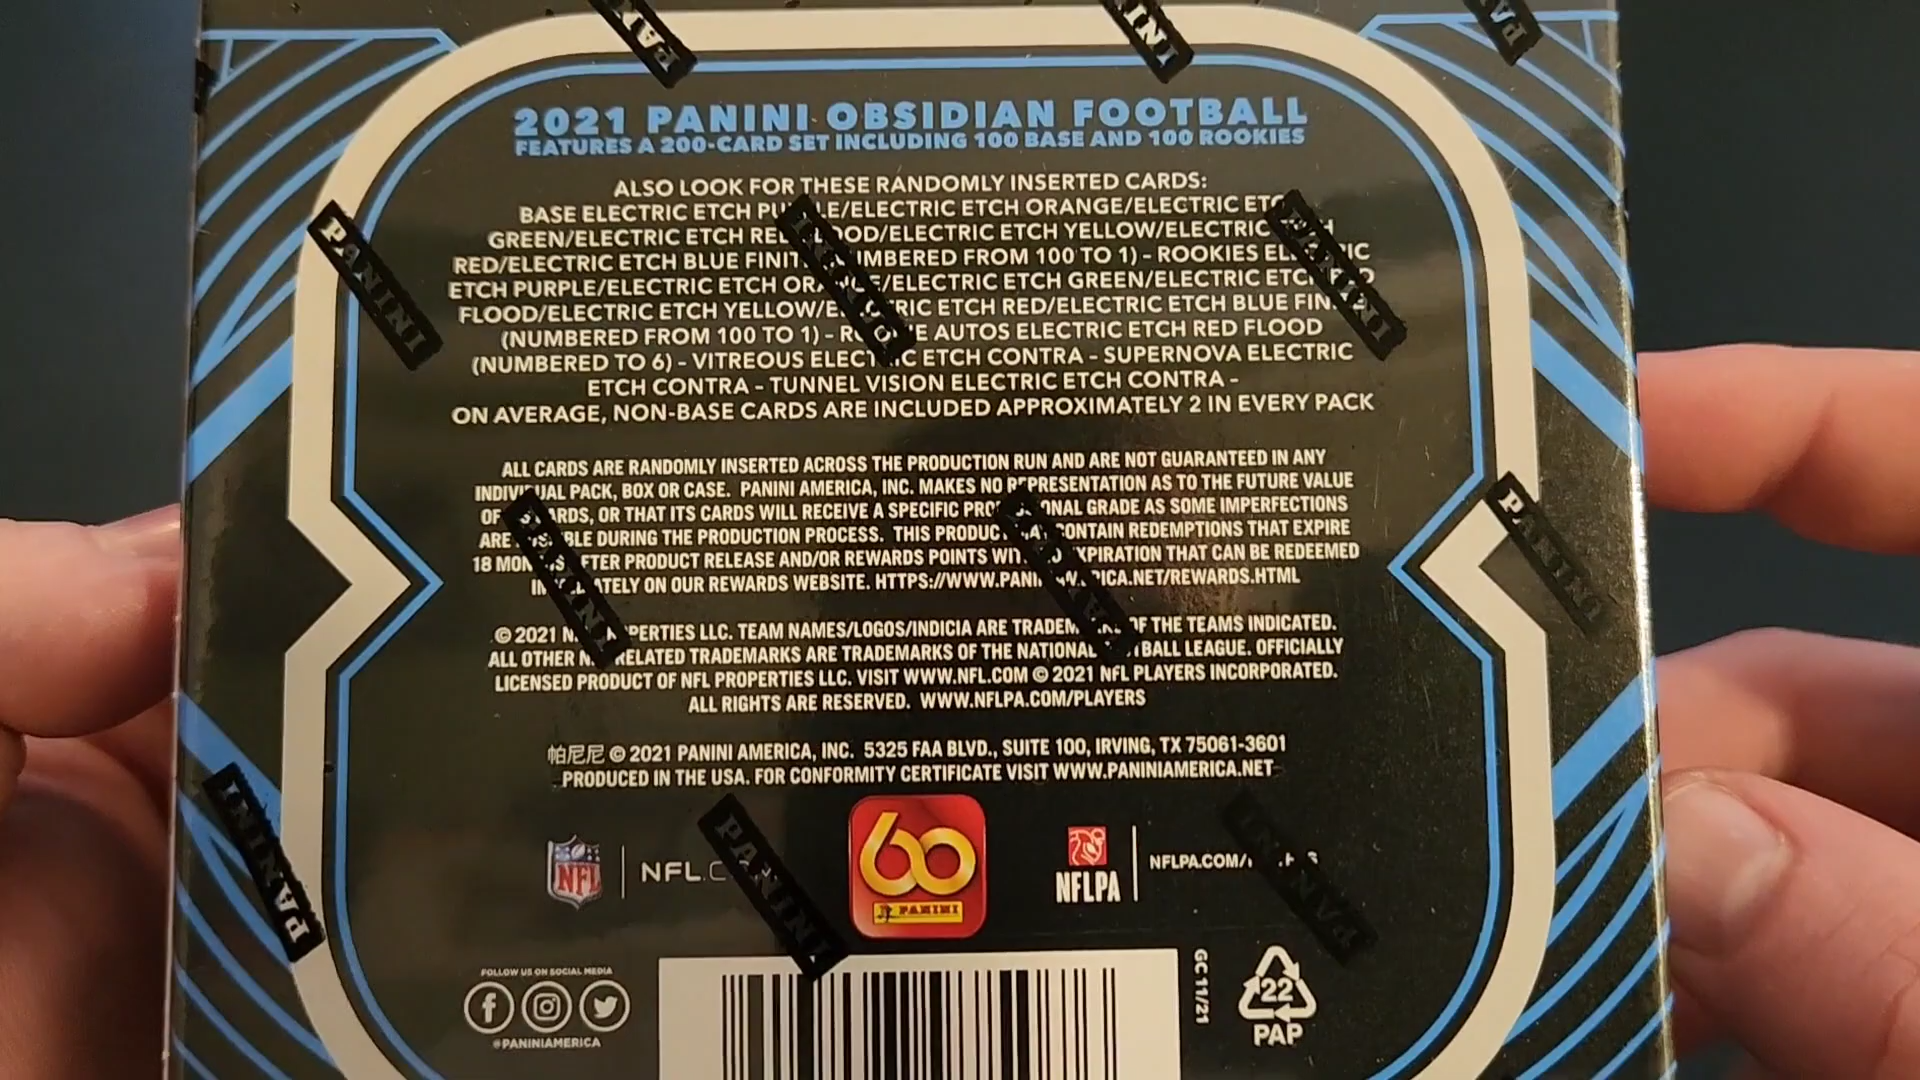 2021 PANINI OBSIDIAN FOOTBALL
FEATURES A 200-CARD SET INCLUDING 100 BASE AND 100 ROOKIES
ALSO LOOK FOR THESE RANDOMLY INSERTED CARDS:
BASE ELECTRIC ETCH PURPLE/ELECTRIC ETCH ORANGE/ELECTRIC ETCH
GREEN/ELECTRIC ETCH RED FLOOD/ELECTRIC ETCH YELLOW/ELECTRIC ETCH
RED/ELECTRIC ETCH BLUE FINITE (NUMBERED FROM 100 TO 1) - ROOKIES ELECTRIC
ETCH PURPLE/ELECTRIC ETCH ORANGE/ELECTRIC ETCH GREEN/ELECTRIC ETCH RED
FLOOD/ELECTRIC ETCH YELLOW/ELECTRIC ETCH RED/ELECTRIC ETCH BLUE FINITE
(NUMBERED FROM 100 TO 1) - ROOKIE AUTOS ELECTRIC ETCH RED FLOOD
(NUMBERED TO 6) - VITREOUS ELECTRIC ETCH CONTRA - SUPERNOVA ELECTRIC
ETCH CONTRA - TUNNEL VISION ELECTRIC ETCH CONTRA -
ON AVERAGE, NON-BASE CARDS ARE INCLUDED APPROXIMATELY 2 IN EVERY PACK
ALL CARDS ARE RANDOMLY INSERTED ACROSS THE PRODUCTION RUN AND ARE NOT GUARANTEED IN ANY
INDIVIDUAL PACK, BOX OR CASE. PANINI AMERICA, INC. MAKES NO REPRESENTATION AS TO THE FUTURE VALUE
OF ITS CARDS, OR THAT ITS CARDS WILL RECEIVE A SPECIFIC PROFESSIONAL GRADE AS SOME IMPERFECTIONS
ARE POSSIBLE DURING THE PRODUCTION PROCESS. THIS PRODUCT MAY CONTAIN REDEMPTIONS THAT EXPIRE
18 MONTHS AFTER PRODUCT RELEASE AND/OR REWARDS POINTS WITH NO EXPIRATION THAT CAN BE REDEEMED
IMMEDIATELY ON OUR REWARDS WEBSITE. HTTPS://WWW.PANINIAMERICA.NET/REWARDS.HTML
© 2021 NFL PROPERTIES LLC. TEAM NAMES/LOGOS/INDICIA ARE TRADEMARKS OF THE TEAMS INDICATED.
ALL OTHER NFL-RELATED TRADEMARKS ARE TRADEMARKS OF THE NATIONAL FOOTBALL LEAGUE. OFFICIALLY
LICENSED PRODUCT OF NFL PROPERTIES LLC. VISIT WWW.NFL.COM © 2021 NFL PLAYERS INCORPORATED.
ALL RIGHTS ARE RESERVED. WWW.NFLPA.COM/PLAYERS
帕尼尼 © 2021 PANINI AMERICA, INC. 5325 FAA BLVD., SUITE 100, IRVING, TX 75061-3601
PRODUCED IN THE USA. FOR CONFORMITY CERTIFICATE VISIT WWW.PANINIAMERICA.NET
NFL
60
PANINI
NFLPA
FOLLOW US ON SOCIAL MEDIA
@PANINIAMERICA
GC 11/21
22
PAP
PANINI
PANINI
PANINI
PANINI
PANINI
PANINI
PANINI
PANINI
PANINI